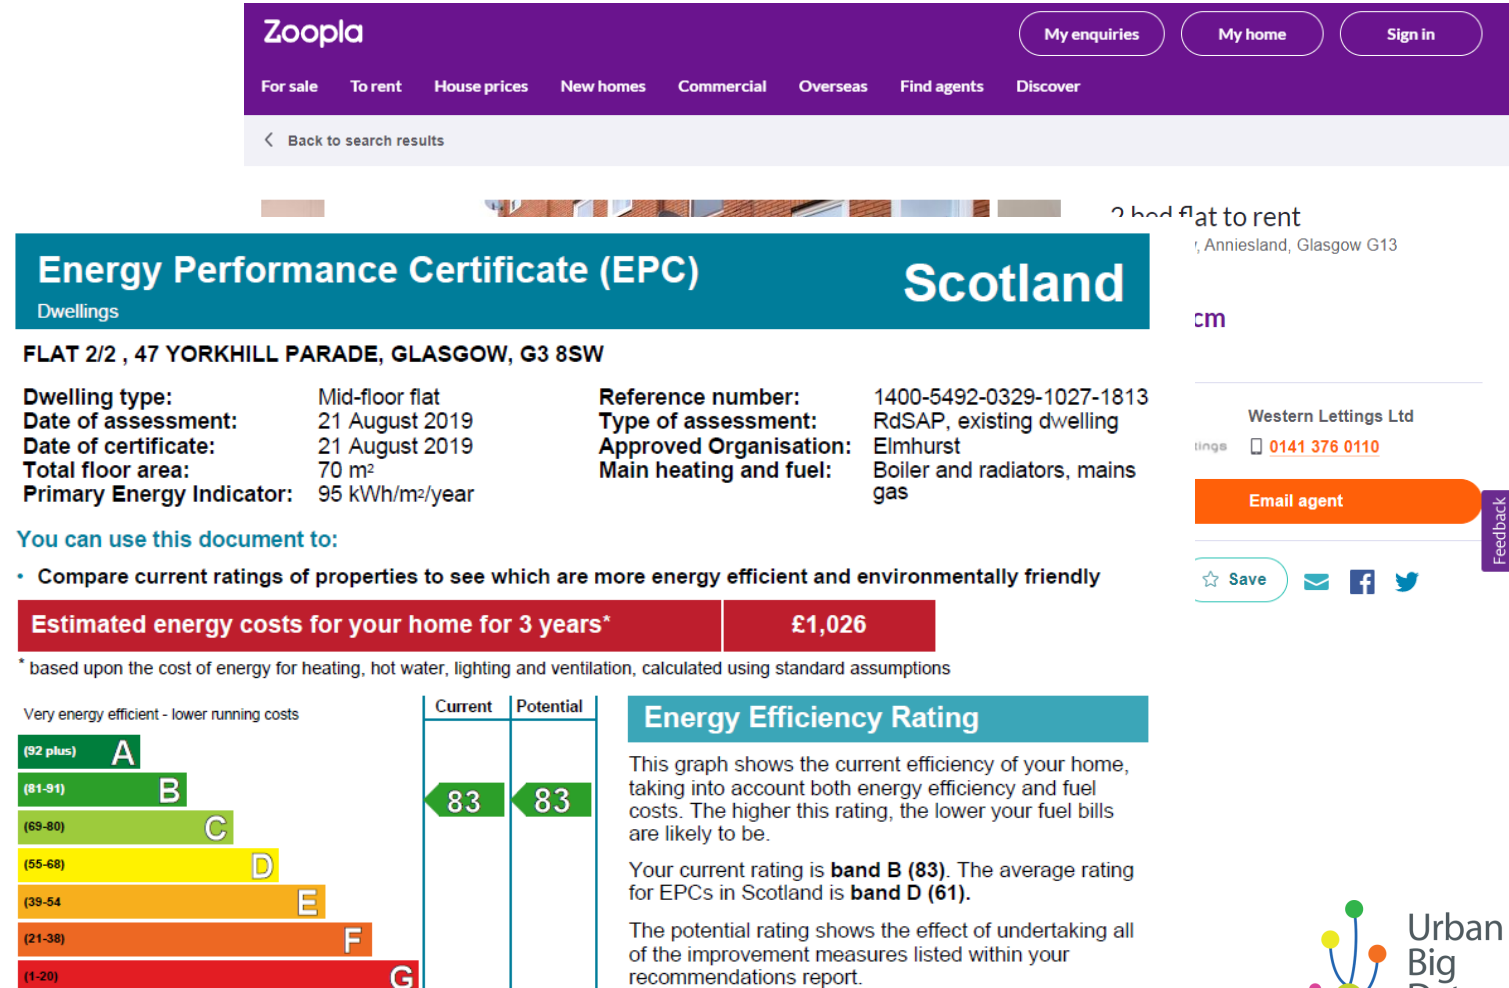 Zoopla
My enquiries
My home
Sign in
For sale
To rent
House prices
New homes
Commercial
Overseas
Find agents
Discover
Back to search results
2 bed flat to rent
, Anniesland, Glasgow G13
cm
Energy Performance Certificate (EPC)
Dwellings
Scotland
FLAT 2/2 , 47 YORKHILL PARADE, GLASGOW, G3 8SW
Dwelling type: Mid-floor flat
Date of assessment: 21 August 2019
Date of certificate: 21 August 2019
Total floor area: 70 m²
Primary Energy Indicator: 95 kWh/m²/year
Reference number: 1400-5492-0329-1027-1813
Type of assessment: RdSAP, existing dwelling
Approved Organisation: Elmhurst
Main heating and fuel: Boiler and radiators, mains
gas
Western Lettings Ltd
tings
0141 376 0110
Email agent
Feedback
Save
You can use this document to:
• Compare current ratings of properties to see which are more energy efficient and environmentally friendly
Estimated energy costs for your home for 3 years* £1,026
* based upon the cost of energy for heating, hot water, lighting and ventilation, calculated using standard assumptions
Very energy efficient - lower running costs
Current
Potential
(92 plus) A
(81-91) B
83
83
(69-80) C
(55-68) D
(39-54 E
(21-38) F
(1-20) G
Energy Efficiency Rating
This graph shows the current efficiency of your home,
taking into account both energy efficiency and fuel
costs. The higher this rating, the lower your fuel bills
are likely to be.
Your current rating is band B (83). The average rating
for EPCs in Scotland is band D (61).
The potential rating shows the effect of undertaking all
of the improvement measures listed within your
recommendations report.
Urban
Big